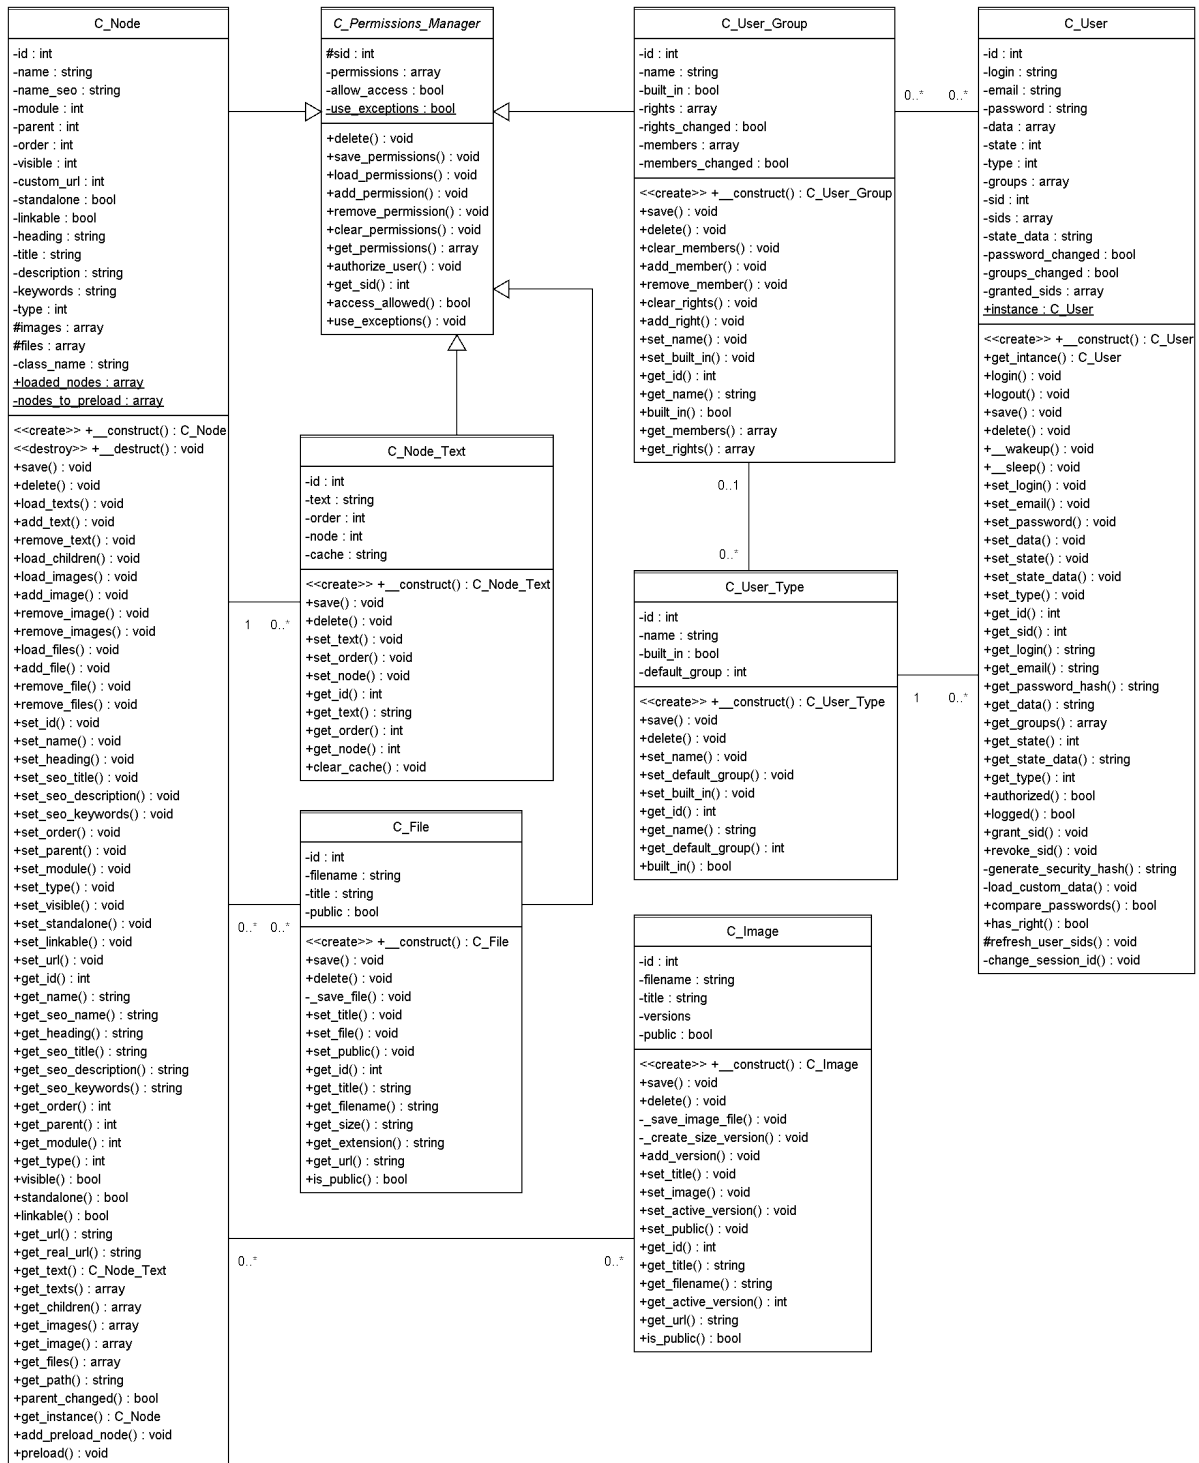 C_Node
-id : int
-name : string
-name_seo : string
-module : int
-parent : int
-order : int
-visible : int
-custom_url : int
-standalone : bool
-linkable : bool
-heading : string
-title : string
-description : string
-keywords : string
-type : int
#images : array
#files : array
-class_name : string
+loaded_nodes : array
-nodes_to_preload : array
<<create>> +__construct() : C_Node
<<destroy>> +__destruct() : void
+save() : void
+delete() : void
+load_texts() : void
+add_text() : void
+remove_text() : void
+load_children() : void
+load_images() : void
+add_image() : void
+remove_image() : void
+remove_images() : void
+load_files() : void
+add_file() : void
+remove_file() : void
+remove_files() : void
+set_id() : void
+set_name() : void
+set_heading() : void
+set_seo_title() : void
+set_seo_description() : void
+set_seo_keywords() : void
+set_order() : void
+set_parent() : void
+set_module() : void
+set_type() : void
+set_visible() : void
+set_standalone() : void
+set_linkable() : void
+set_url() : void
+get_id() : int
+get_name() : string
+get_seo_name() : string
+get_heading() : string
+get_seo_title() : string
+get_seo_description() : string
+get_seo_keywords() : string
+get_order() : int
+get_parent() : int
+get_module() : int
+get_type() : int
+visible() : bool
+standalone() : bool
+linkable() : bool
+get_url() : string
+get_real_url() : string
+get_text() : C_Node_Text
+get_texts() : array
+get_children() : array
+get_images() : array
+get_image() : array
+get_files() : array
+get_path() : string
+parent_changed() : bool
+get_instance() : C_Node
+add_preload_node() : void
+preload() : void
C_Permissions_Manager
#sid : int
-permissions : array
-allow_access : bool
-use_exceptions : bool
+delete() : void
+save_permissions() : void
+load_permissions() : void
+add_permission() : void
+remove_permission() : void
+clear_permissions() : void
+get_permissions() : array
+authorize_user() : void
+get_sid() : int
+access_allowed() : bool
+use_exceptions() : void
C_Node_Text
-id : int
-text : string
-order : int
-node : int
-cache : string
<<create>> +__construct() : C_Node_Text
+save() : void
+delete() : void
+set_text() : void
+set_order() : void
+set_node() : void
+get_id() : int
+get_text() : string
+get_order() : int
+get_node() : int
+clear_cache() : void
1 0..*
C_File
-id : int
-filename : string
-title : string
-public : bool
<<create>> +__construct() : C_File
+save() : void
+delete() : void
-_save_file() : void
+set_title() : void
+set_file() : void
+set_public() : void
+get_id() : int
+get_title() : string
+get_filename() : string
+get_size() : string
+get_extension() : string
+get_url() : string
+is_public() : bool
0..* 0..*
0..* 0..*
C_User_Group
-id : int
-name : string
-built_in : bool
-rights : array
-rights_changed : bool
-members : array
-members_changed : bool
<<create>> +__construct() : C_User_Group
+save() : void
+delete() : void
+clear_members() : void
+add_member() : void
+remove_member() : void
+clear_rights() : void
+add_right() : void
+set_name() : void
+set_built_in() : void
+get_id() : int
+get_name() : string
+built_in() : bool
+get_members() : array
+get_rights() : array
0..1
0..*
C_User_Type
-id : int
-name : string
-built_in : bool
-default_group : int
<<create>> +__construct() : C_User_Type
+save() : void
+delete() : void
+set_name() : void
+set_default_group() : void
+set_built_in() : void
+get_id() : int
+get_name() : string
+get_default_group() : int
+built_in() : bool
C_Image
-id : int
-filename : string
-title : string
-versions
-public : bool
<<create>> +__construct() : C_Image
+save() : void
+delete() : void
-_save_image_file() : void
-_create_size_version() : void
+add_version() : void
+set_title() : void
+set_image() : void
+set_active_version() : void
+set_public() : void
+get_id() : int
+get_title() : string
+get_filename() : string
+get_active_version() : int
+get_url() : string
+is_public() : bool
0..* 0..*
1 0..*
C_User
-id : int
-login : string
-email : string
-password : string
-data : array
-state : int
-type : int
-groups : array
-sid : int
-sids : array
-state_data : string
-password_changed : bool
-groups_changed : bool
-granted_sids : array
+instance : C_User
<<create>> +__construct() : C_User
+get_intance() : C_User
+login() : void
+logout() : void
+save() : void
+delete() : void
+__wakeup() : void
+__sleep() : void
+set_login() : void
+set_email() : void
+set_password() : void
+set_data() : void
+set_state() : void
+set_state_data() : void
+set_type() : void
+get_id() : int
+get_sid() : int
+get_login() : string
+get_email() : string
+get_password_hash() : string
+get_data() : string
+get_groups() : array
+get_state() : int
+get_state_data() : string
+get_type() : int
+authorized() : bool
+logged() : bool
+grant_sid() : void
+revoke_sid() : void
-generate_security_hash() : string
-load_custom_data() : void
+compare_passwords() : bool
+has_right() : bool
#refresh_user_sids() : void
-change_session_id() : void